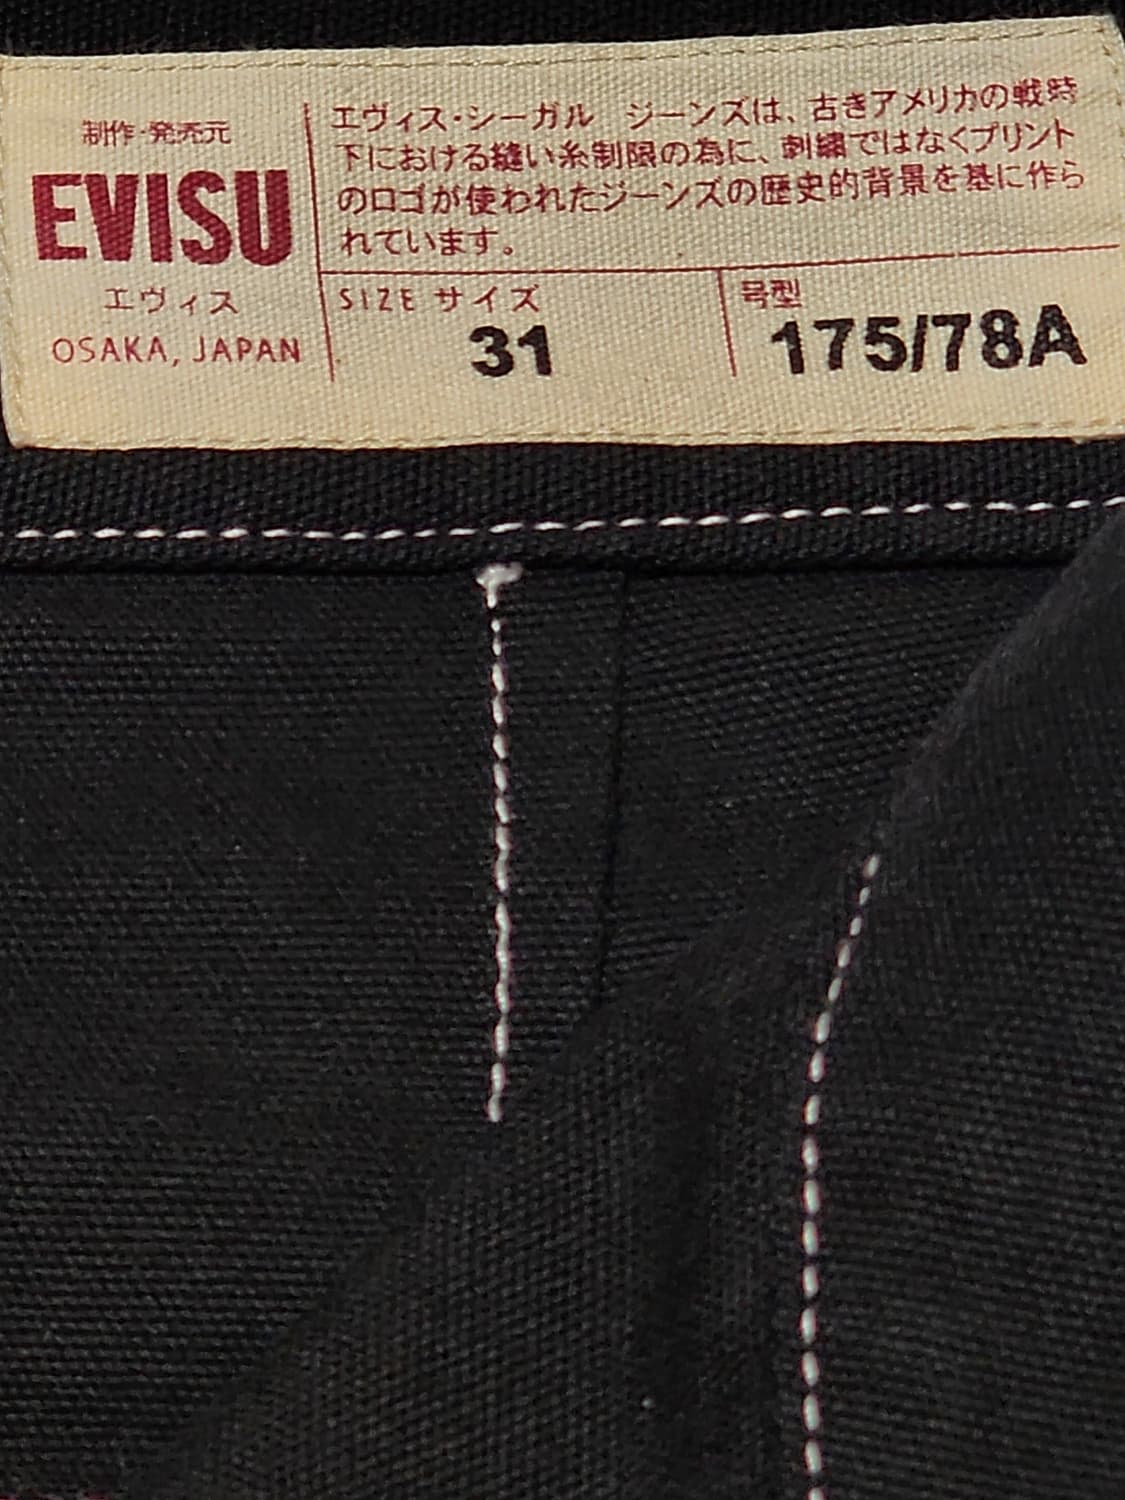 制作・発売元
EVISU
エヴィス
OSAKA, JAPAN
エヴィス・シーガル ジーンズは、古きアメリカの戦時
下における縫い糸制限の為に、刺繍ではなくプリント
のロゴが使われたジーンズの歴史的背景を基に作ら
れています。
SIZE サイズ
31
号型
175/78A